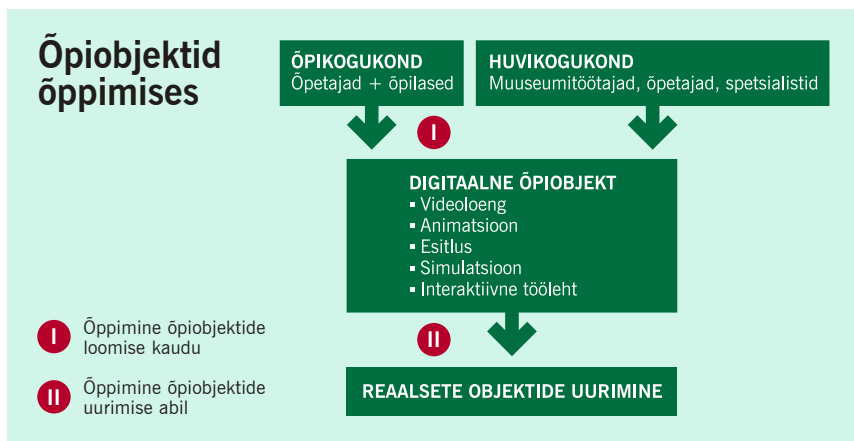 Õpiobjektid
õppimises
ÕPIKOGUKOND
Õpetajad + õpilased
HUVIKOGUKOND
Muuseumitöötajad, õpetajad, spetsialistid
I
DIGITAALNE ÕPIOBJEKT
▪ Videoloeng
▪ Animatsioon
▪ Esitlus
▪ Simulatsioon
▪ Interaktiivne tööleht
II
REAALSETE OBJEKTIDE UURIMINE
I Õppimine õpiobjektide
loomise kaudu
II Õppimine õpiobjektide
uurimise abil